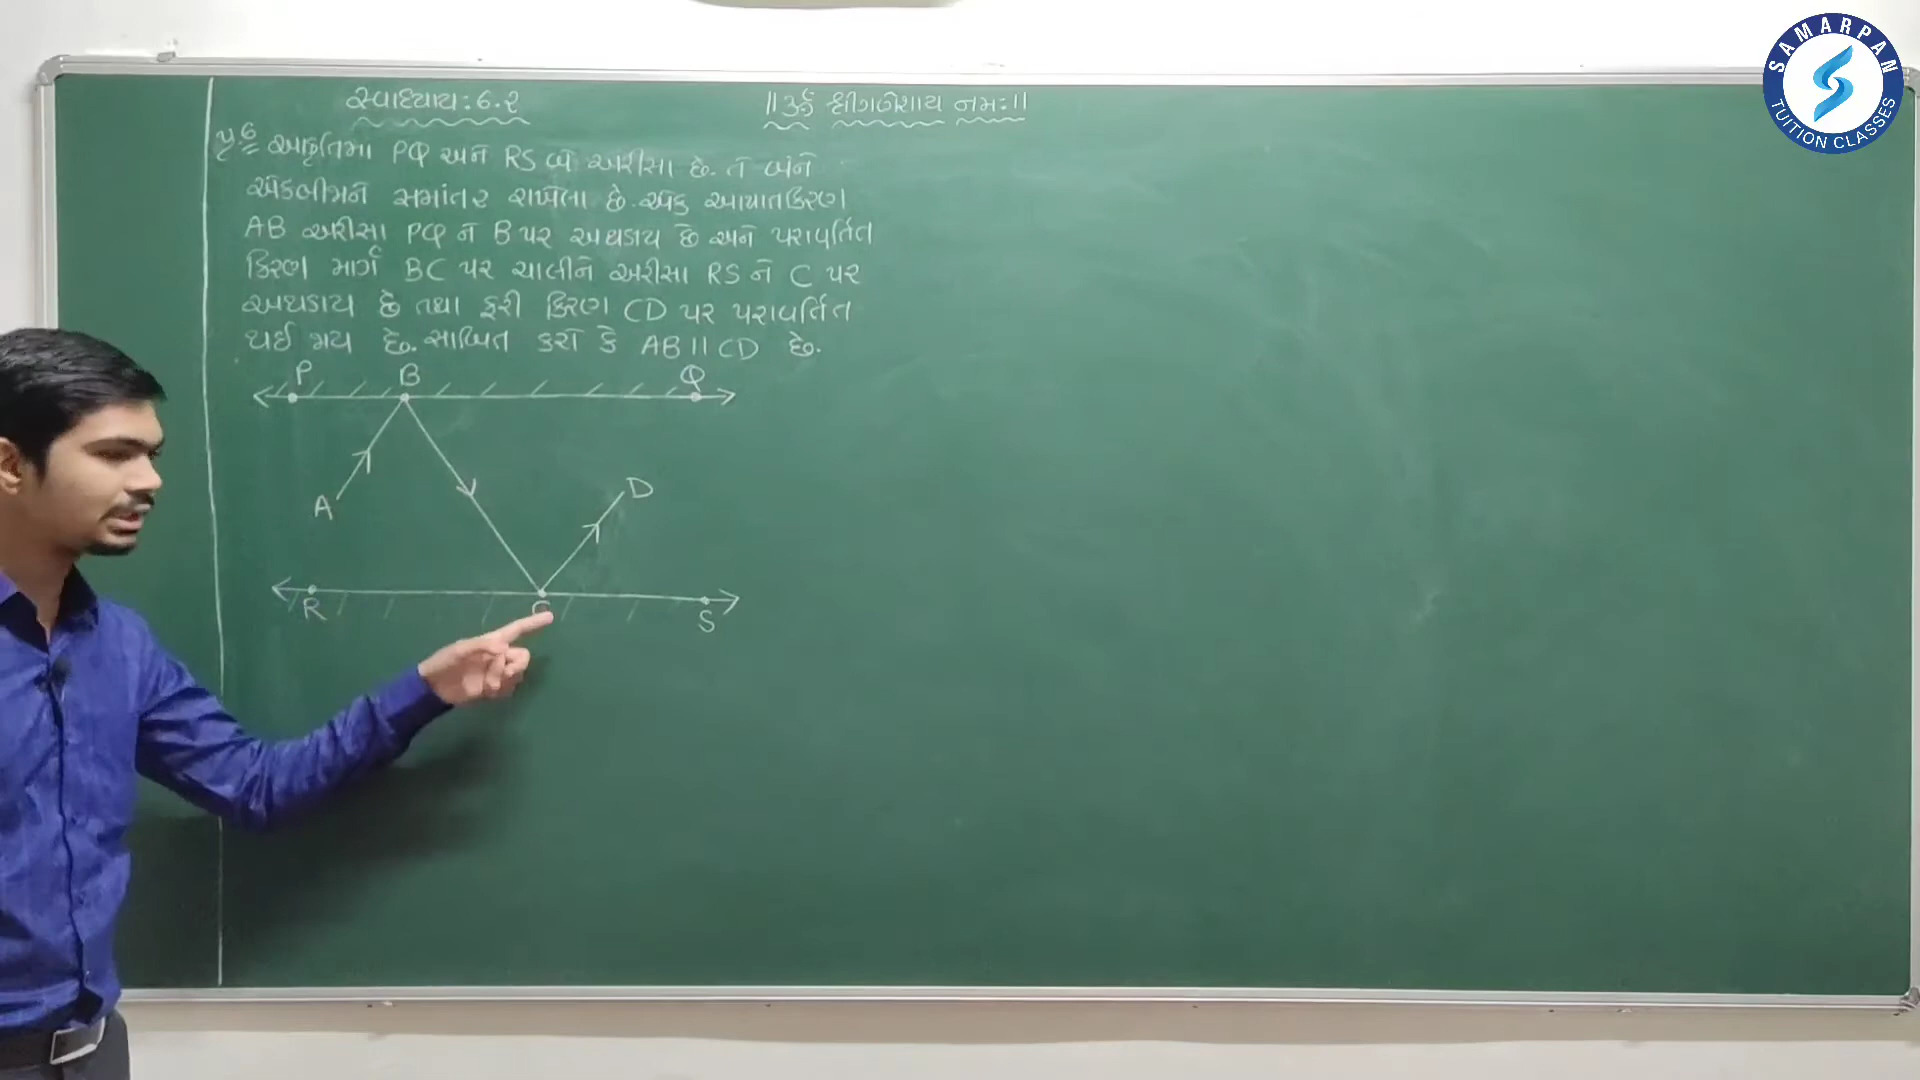 સ્વાધ્યાય: 6.2
॥ૐ શ્રીગણેશાય નમઃ॥
પ્ર.6 આકૃતિમાં PQ અને RS બે અરીસા છે. તે બંને
એકબીજાને સમાંતર રાખેલા છે. એક આપાતકિરણ
AB અરીસા PQ ને B પર અથડાય છે અને પરાવર્તિત
કિરણ માર્ગ BC પર ચાલીને અરીસા RS ને C પર
અથડાય છે તથા ફરી કિરણ CD પર પરાવર્તિત
થઈ જાય છે. સાબિત કરો કે AB || CD છે.
P B Q
A D
R C S
SAMARPAN
TUITION CLASSES